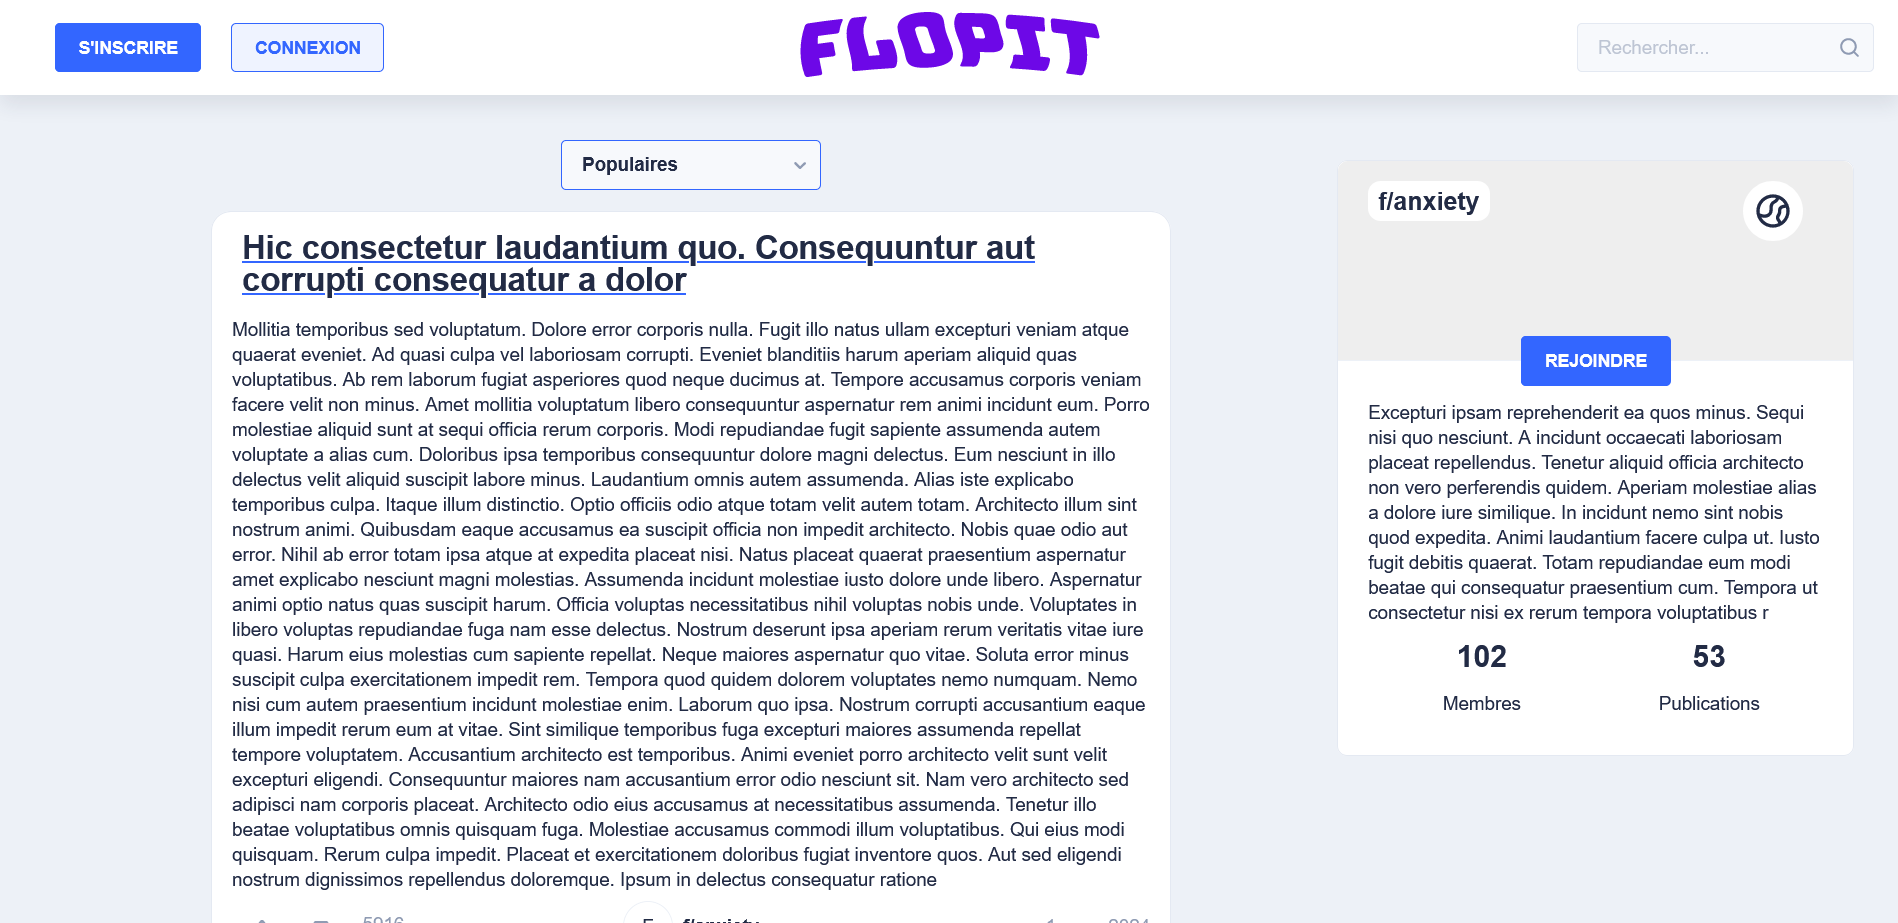 S'INSCRIRE
CONNEXION
FLOPIT
Rechercher...
Populaires
Hic consectetur laudantium quo. Consequuntur aut
corrupti consequatur a dolor
Mollitia temporibus sed voluptatum. Dolore error corporis nulla. Fugit illo natus ullam excepturi veniam atque
quaerat eveniet. Ad quasi culpa vel laboriosam corrupti. Eveniet blanditiis harum aperiam aliquid quas
voluptatibus. Ab rem laborum fugiat asperiores quod neque ducimus at. Tempore accusamus corporis veniam
facere velit non minus. Amet mollitia voluptatum libero consequuntur aspernatur rem animi incidunt eum. Porro
molestiae aliquid sunt at sequi officia rerum corporis. Modi repudiandae fugit sapiente assumenda autem
voluptate a alias cum. Doloribus ipsa temporibus consequuntur dolore magni delectus. Eum nesciunt in illo
delectus velit aliquid suscipit labore minus. Laudantium omnis autem assumenda. Alias iste explicabo
temporibus culpa. Itaque illum distinctio. Optio officiis odio atque totam velit autem totam. Architecto illum sint
nostrum animi. Quibusdam eaque accusamus ea suscipit officia non impedit architecto. Nobis quae odio aut
error. Nihil ab error totam ipsa atque at expedita placeat nisi. Natus placeat quaerat praesentium aspernatur
amet explicabo nesciunt magni molestias. Assumenda incidunt molestiae iusto dolore unde libero. Aspernatur
animi optio natus quas suscipit harum. Officia voluptas necessitatibus nihil voluptas nobis unde. Voluptates in
libero voluptas repudiandae fuga nam esse delectus. Nostrum deserunt ipsa aperiam rerum veritatis vitae iure
quasi. Harum eius molestias cum sapiente repellat. Neque maiores aspernatur quo vitae. Soluta error minus
suscipit culpa exercitationem impedit rem. Tempora quod quidem dolorem voluptates nemo numquam. Nemo
nisi cum autem praesentium incidunt molestiae enim. Laborum quo ipsa. Nostrum corrupti accusantium eaque
illum impedit rerum eum at vitae. Sint similique temporibus fuga excepturi maiores assumenda repellat
tempore voluptatem. Accusantium architecto est temporibus. Animi eveniet porro architecto velit sunt velit
excepturi eligendi. Consequuntur maiores nam accusantium error odio nesciunt sit. Nam vero architecto sed
adipisci nam corporis placeat. Architecto odio eius accusamus at necessitatibus assumenda. Tenetur illo
beatae voluptatibus omnis quisquam fuga. Molestiae accusamus commodi illum voluptatibus. Qui eius modi
quisquam. Rerum culpa impedit. Placeat et exercitationem doloribus fugiat inventore quos. Aut sed eligendi
nostrum dignissimos repellendus doloremque. Ipsum in delectus consequatur ratione
f/anxiety
REJOINDRE
Excepturi ipsam reprehenderit ea quos minus. Sequi
nisi quo nesciunt. A incidunt occaecati laboriosam
placeat repellendus. Tenetur aliquid officia architecto
non vero perferendis quidem. Aperiam molestiae alias
a dolore iure similique. In incidunt nemo sint nobis
quod expedita. Animi laudantium facere culpa ut. Iusto
fugit debitis quaerat. Totam repudiandae eum modi
beatae qui consequatur praesentium cum. Tempora ut
consectetur nisi ex rerum tempora voluptatibus r
102
53
Membres
Publications